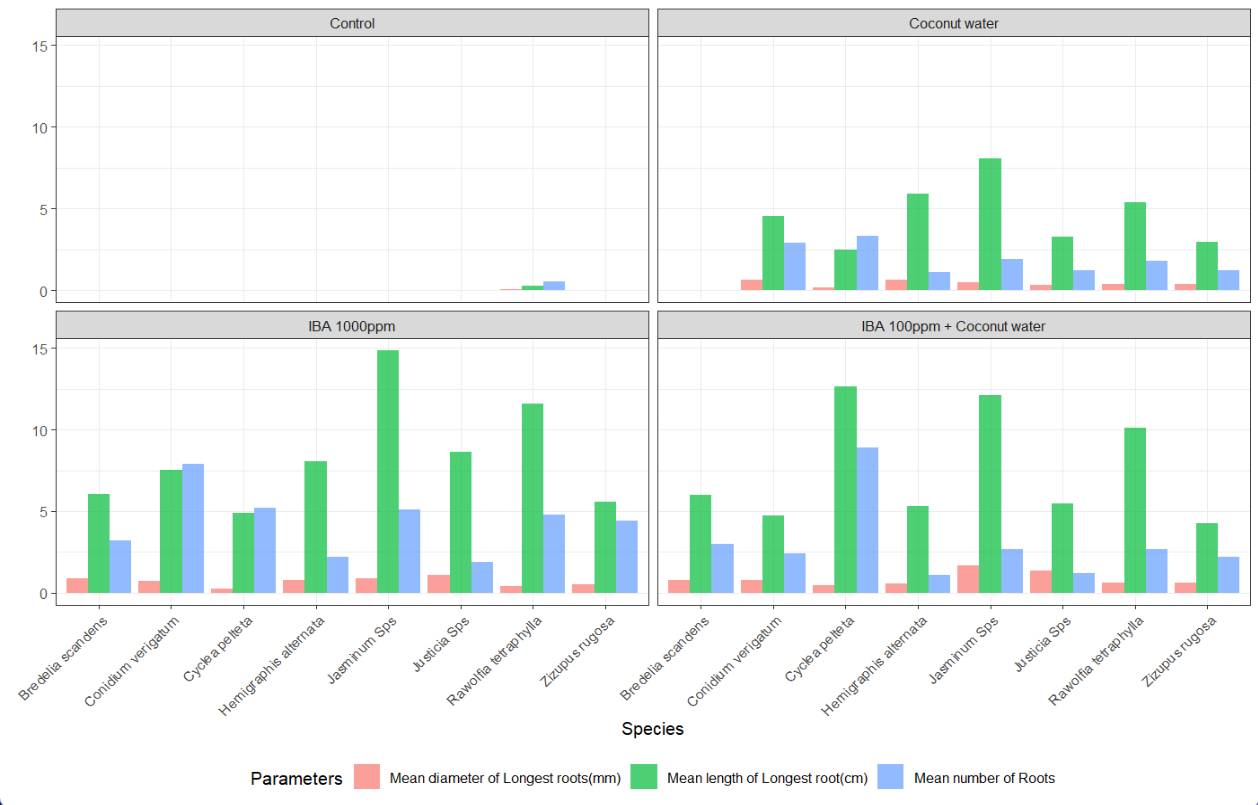 Control
Coconut water
15
10
5
0
IBA 1000ppm
IBA 100ppm + Coconut water
15
10
5
0
Bredelia scandens
Conidium verigatum
Cyclea pelteta
Hemigraphis alternata
Jasminum Sps
Justicia Sps
Rawolfia tetraphylla
Zizupus rugosa
Bredelia scandens
Conidium verigatum
Cyclea pelteta
Hemigraphis alternata
Jasminum Sps
Justicia Sps
Rawolfia tetraphylla
Zizupus rugosa
Species
Parameters Mean diameter of Longest roots(mm) Mean length of Longest root(cm) Mean number of Roots